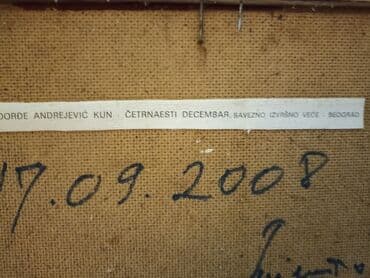 ĐORĐE ANDREJEVIĆ KUN ČETRNAESTI DECEMBAR, SAVEZNO IZVRŠNO VEĆE - BEOGRAD
17.09.2008